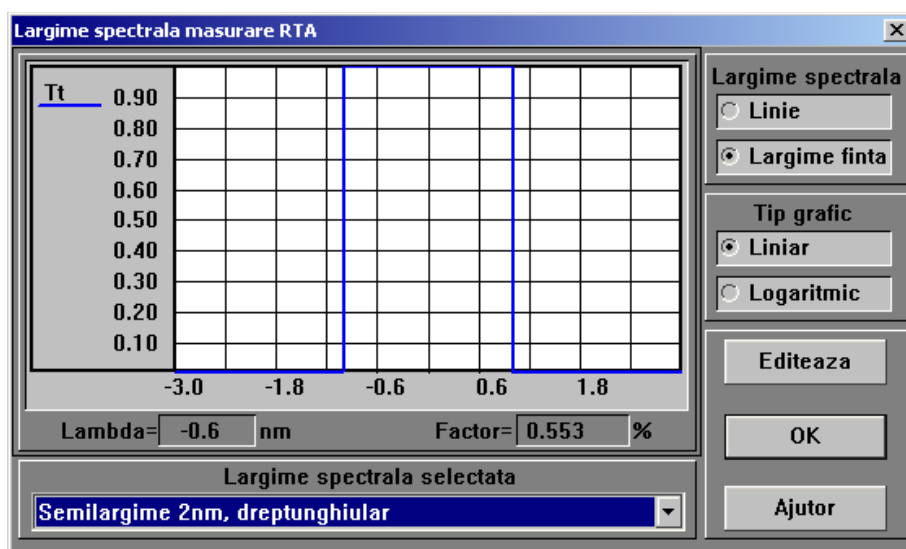 Largime spectrala masurare RTA
Tt
0.90
0.80
0.70
0.60
0.50
0.40
0.30
0.20
0.10
-3.0 -1.8 -0.6 0.6 1.8
Lambda= -0.6 nm Factor= 0.553 %
Largime spectrala selectata
Semilargime 2nm, dreptunghiular
Largime spectrala
Linie
Largime finta
Tip grafic
Liniar
Logaritmic
Editeaza
OK
Ajutor